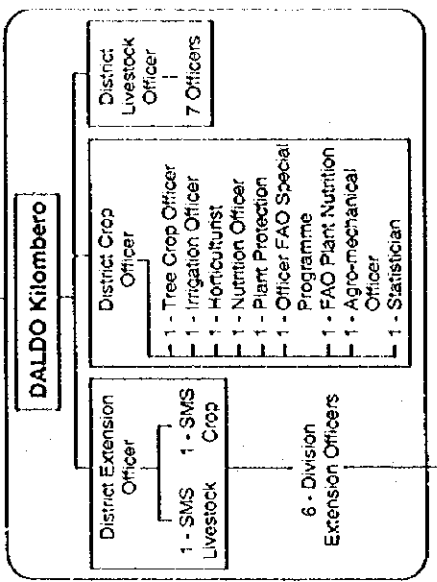 DALDO Kilombero
District Extension
Officer
1 - SMS
Livestock
1 - SMS
Crop
6 - Division
Extension Officers
District Crop
Officer
1 - Tree Crop Officer
1 - Irrigation Officer
1 - Horticulturist
1 - Nutrition Officer
1 - Plant Protection
1 - Officer FAO Special
Programme
1 - FAO Plant Nutrition
1 - Agro-mechanical
Officer
1 - Statistician
District
Livestock
Officer
7 Officers